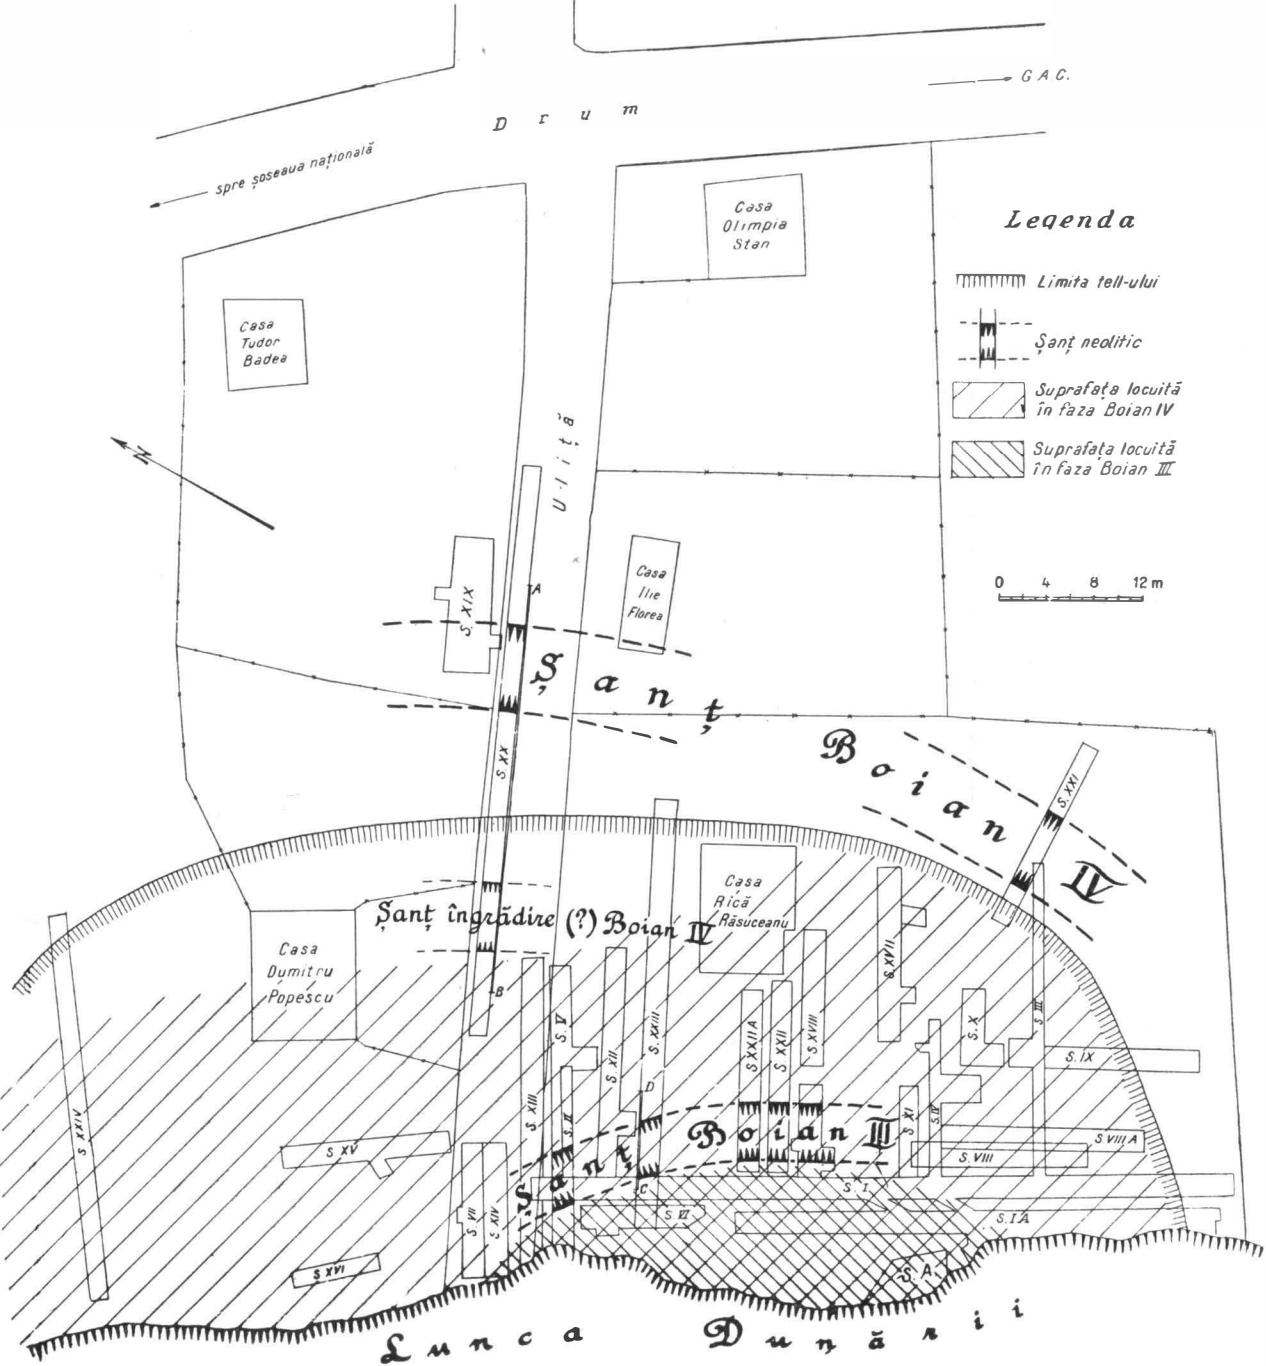 G.A.C.
Drum
spre șoseaua națională
Casa
Olimpia
Stan
Legenda
Limita tell-ului
Șanț neolitic
Suprafața locuită
în faza Boian IV
Suprafața locuită
în faza Boian III
Casa
Tudor
Badea
N
Uliță
0 4 8 12 m
Casa
Ilie
Florea
A
S. XIX
Șanț
Boian
IV
S. XX
S. XXI
Casa
Rică
Răsuceanu
Șanț îngrădire (?) Boian IV
Casa
Dumitru
Popescu
B
S. XVII
S. V
S. XII
S. XXIII
S XXII A
S XXII
S XVIII
S. X
S. III
S. IX
S. XXIV
S. XIII
S. II
D
S. XI
S. IV
S. XV
Șanț
Boian III
S. VIII A
S. VIII
C
S. I
S. VII
S. XIV
S. VI
S. I A
S. XVI
S. A
Lunca Dunării